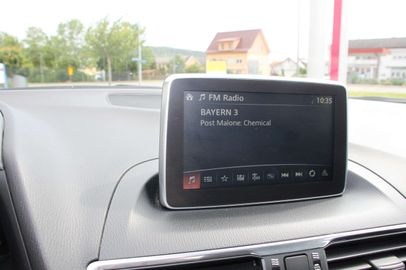 FM Radio
10:35
BAYERN 3
Post Malone: Chemical